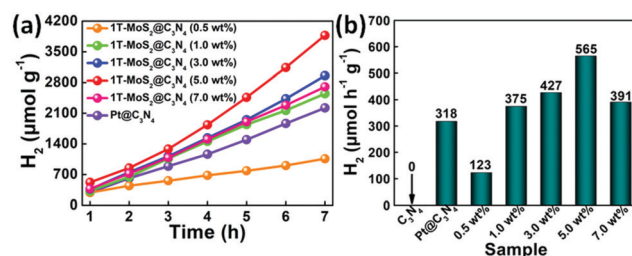 (a)
4200
3500
2800
2100
1400
700
0
H₂ (μmol g⁻¹)
1T-MoS₂@C₃N₄ (0.5 wt%)
1T-MoS₂@C₃N₄ (1.0 wt%)
1T-MoS₂@C₃N₄ (3.0 wt%)
1T-MoS₂@C₃N₄ (5.0 wt%)
1T-MoS₂@C₃N₄ (7.0 wt%)
Pt@C₃N₄
1 2 3 4 5 6 7
Time (h)
(b)
700
600
500
400
300
200
100
0
H₂ (μmol h⁻¹ g⁻¹)
0
318
123
375
427
565
391
C₃N₄
Pt@C₃N₄
0.5 wt%
1.0 wt%
3.0 wt%
5.0 wt%
7.0 wt%
Sample